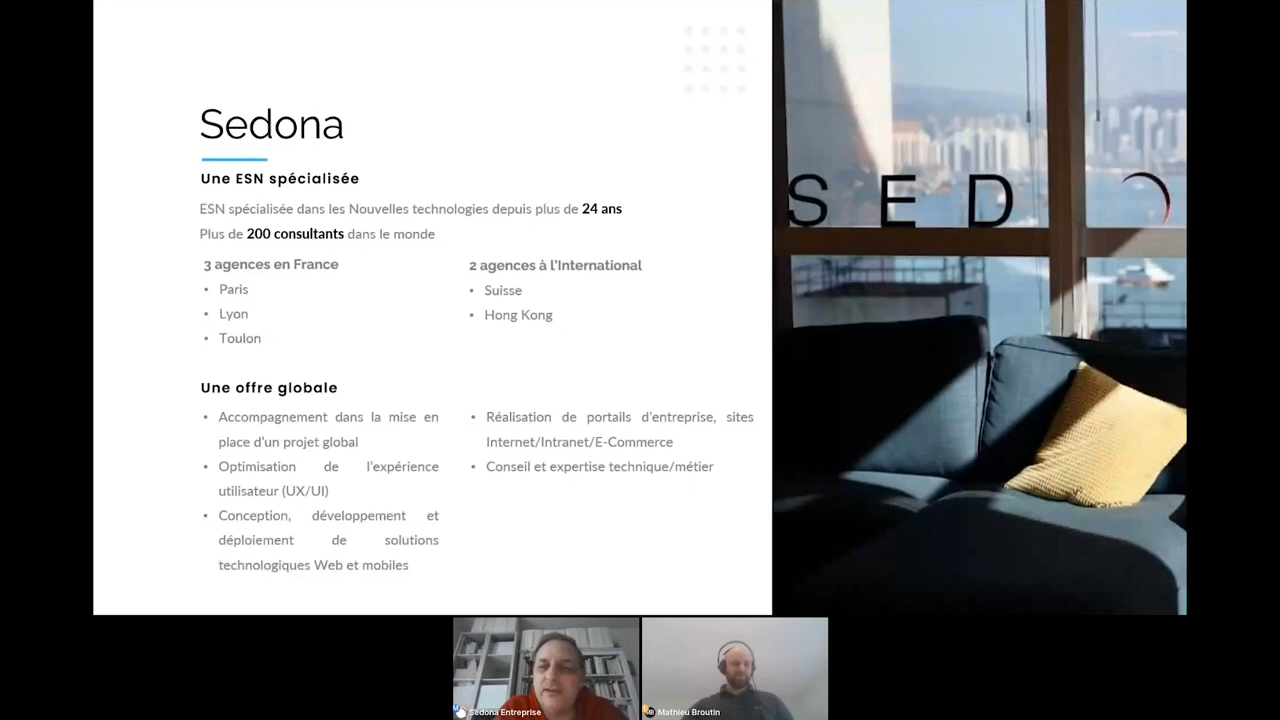 Sedona
Une ESN spécialisée
ESN spécialisée dans les Nouvelles technologies depuis plus de 24 ans
Plus de 200 consultants dans le monde
3 agences en France
• Paris
• Lyon
• Toulon
2 agences à l'International
• Suisse
• Hong Kong
Une offre globale
• Accompagnement dans la mise en
place d'un projet global
• Optimisation de l'expérience
utilisateur (UX/UI)
• Conception, développement et
déploiement de solutions
technologiques Web et mobiles
• Réalisation de portails d'entreprise, sites
Internet/Intranet/E-Commerce
• Conseil et expertise technique/métier
SED
Sedona Entreprise
Mathieu Broutin